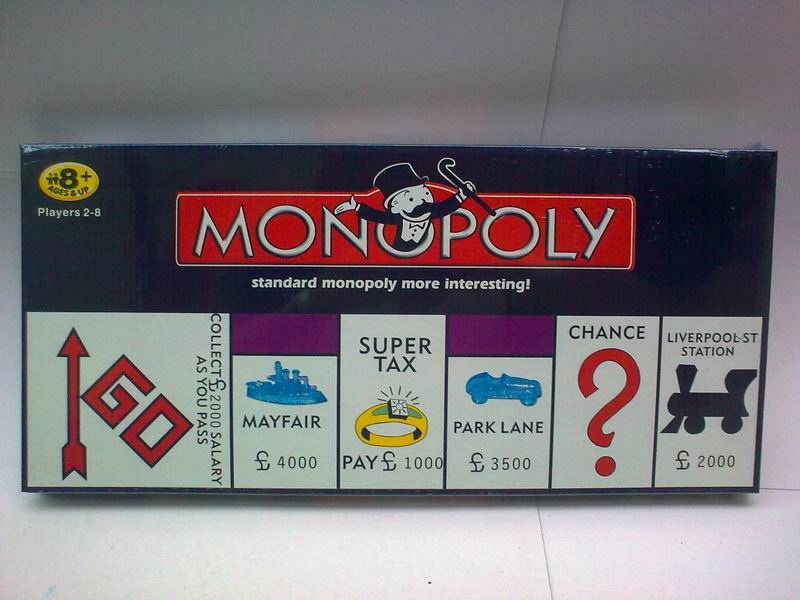 8+
AGES & UP
Players 2-8
MONOPOLY
standard monopoly more interesting!
GO
COLLECT £2000 SALARY
AS YOU PASS
MAYFAIR
£ 4000
SUPER
TAX
PAY £ 1000
PARK LANE
£ 3500
CHANCE
?
LIVERPOOL ST
STATION
£ 2000